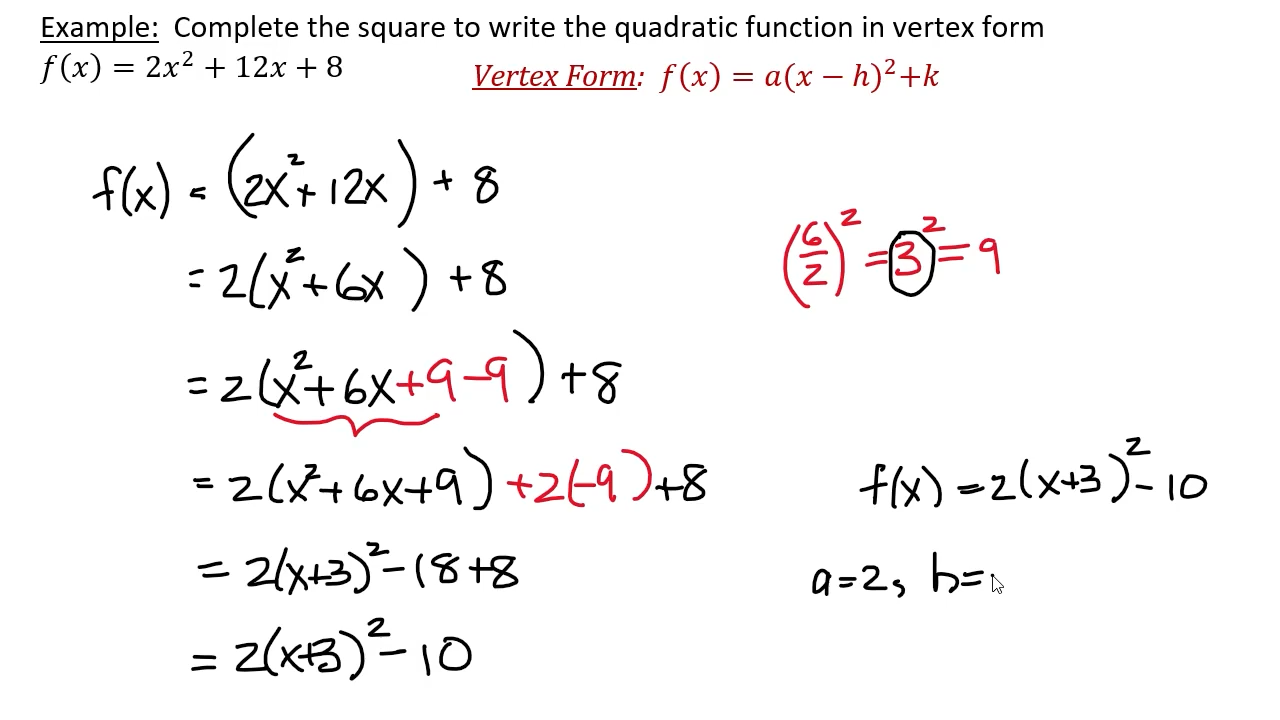 Example: Complete the square to write the quadratic function in vertex form
f(x) = 2x² + 12x + 8
Vertex Form: f(x) = a(x − h)²+k
f(x) = (2x²+ 12x) + 8
= 2(x²+6x ) +8
(6/2)² = 3² = 9
= 2(x²+ 6x+9−9) +8
= 2(x²+ 6x+9) +2(−9) +8
f(x) = 2(x+3)² − 10
= 2(x+3)² − 18 +8
a=2, h=
= 2(x+3)² − 10